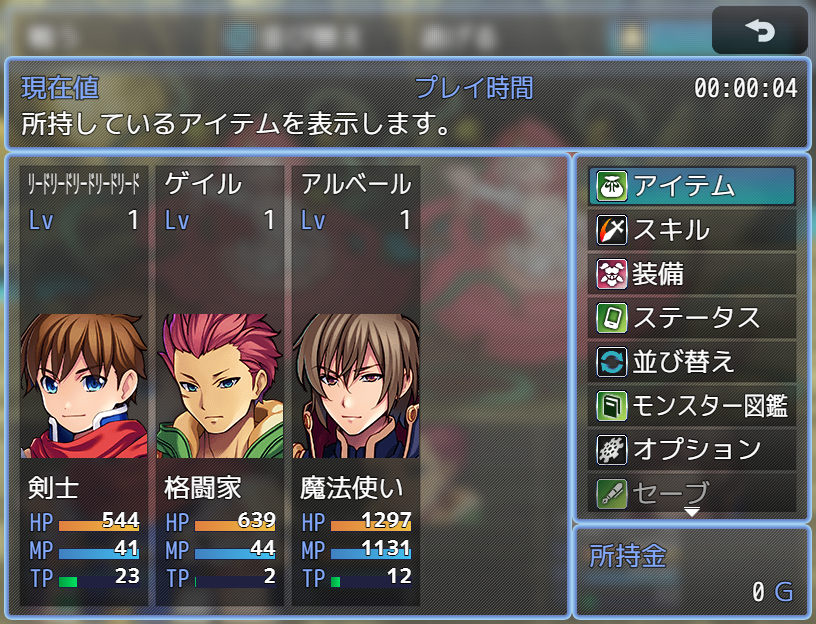 現在値 プレイ時間 00:00:04
所持しているアイテムを表示します。
リードリードリードリードリード ゲイル アルベール
Lv 1 Lv 1 Lv 1
剣士 格闘家 魔法使い
HP 544 HP 639 HP 1297
MP 41 MP 44 MP 1131
TP 23 TP 2 TP 12
アイテム
スキル
装備
ステータス
並び替え
モンスター図鑑
オプション
セーブ
所持金
0 G